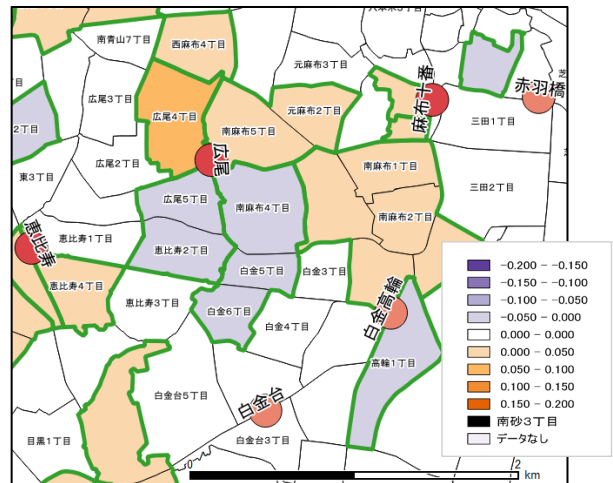 南青山7丁目
西麻布4丁目
元麻布3丁目
広尾3丁目
広尾4丁目
南麻布5丁目
元麻布2丁目
麻布十番
赤羽橋
芝
三田1丁目
2丁目
広尾2丁目
東3丁目
広尾
南麻布1丁目
三田2丁目
広尾5丁目
南麻布4丁目
南麻布2丁目
恵比寿
恵比寿1丁目
恵比寿2丁目
白金5丁目
白金3丁目
恵比寿4丁目
恵比寿3丁目
白金6丁目
白金4丁目
白金高輪
高輪1丁目
白金台5丁目
白金台
目黒1丁目
白金台3丁目
0
2
km
-0.200 – -0.150
-0.150 – -0.100
-0.100 – -0.050
-0.050 – -0.000
0.000 – 0.000
0.000 – 0.050
0.050 – 0.100
0.100 – 0.150
0.150 – 0.200
南砂3丁目
データなし